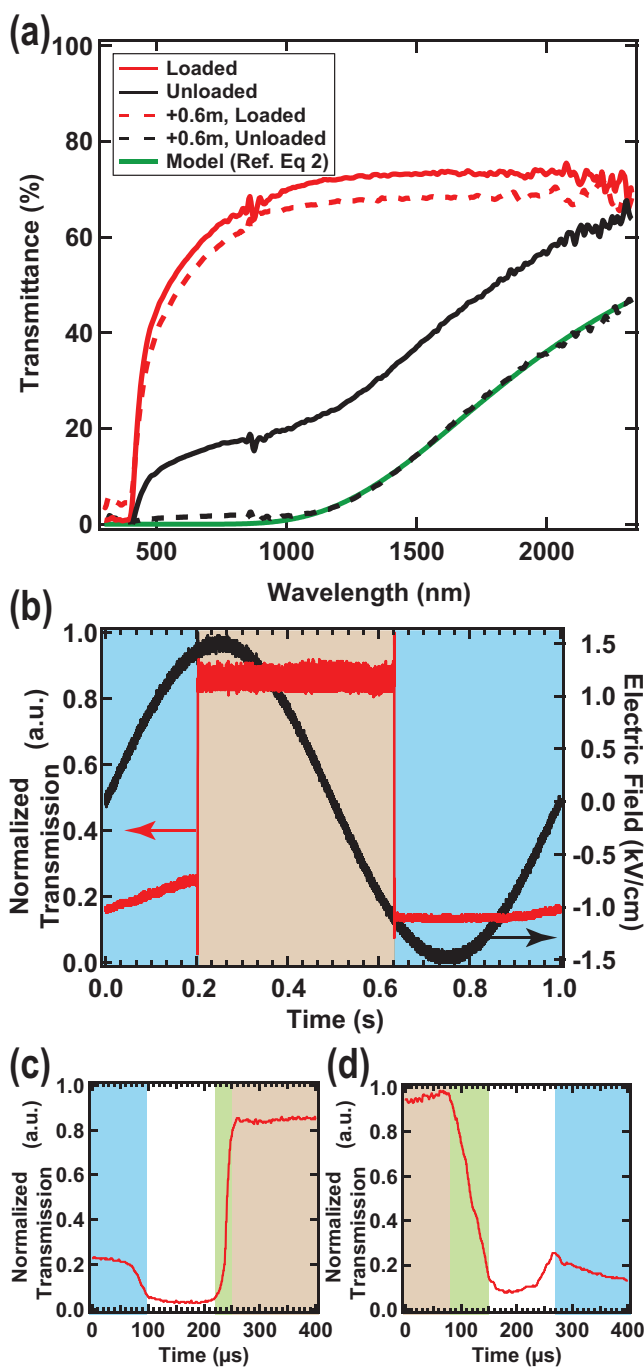 (a)
100
80
60
40
20
0
Transmittance (%)
Loaded
Unloaded
+0.6m, Loaded
+0.6m, Unloaded
Model (Ref. Eq 2)
500
1000
1500
2000
Wavelength (nm)
(b)
1.0
0.8
0.6
0.4
0.2
0.0
Normalized
Transmission
(a.u.)
1.5
1.0
0.5
0.0
-0.5
-1.0
-1.5
Electric Field (kV/cm)
0.0
0.2
0.4
0.6
0.8
1.0
Time (s)
(c)
1.0
0.8
0.6
0.4
0.2
0.0
Normalized
Transmission
(a.u.)
0
100
200
300
400
Time (µs)
(d)
1.0
0.8
0.6
0.4
0.2
0.0
Normalized
Transmission
(a.u.)
0
100
200
300
400
Time (µs)